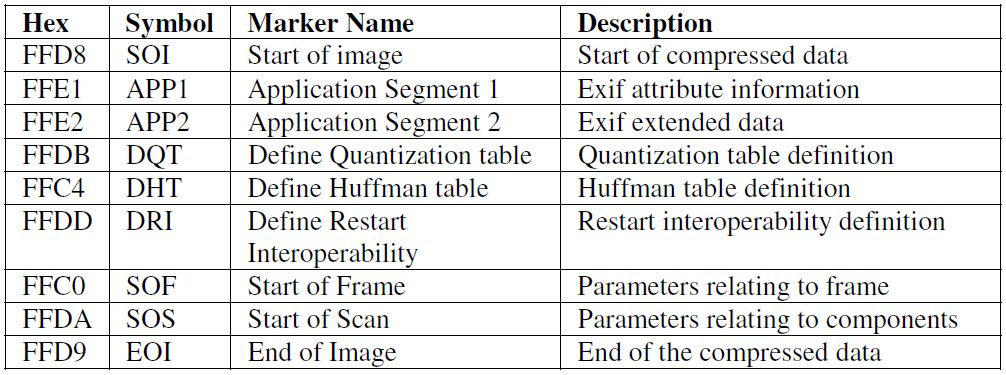 Hex Symbol Marker Name Description
FFD8 SOI Start of image Start of compressed data
FFE1 APP1 Application Segment 1 Exif attribute information
FFE2 APP2 Application Segment 2 Exif extended data
FFDB DQT Define Quantization table Quantization table definition
FFC4 DHT Define Huffman table Huffman table definition
FFDD DRI Define Restart Restart interoperability definition
Interoperability
FFC0 SOF Start of Frame Parameters relating to frame
FFDA SOS Start of Scan Parameters relating to components
FFD9 EOI End of Image End of the compressed data